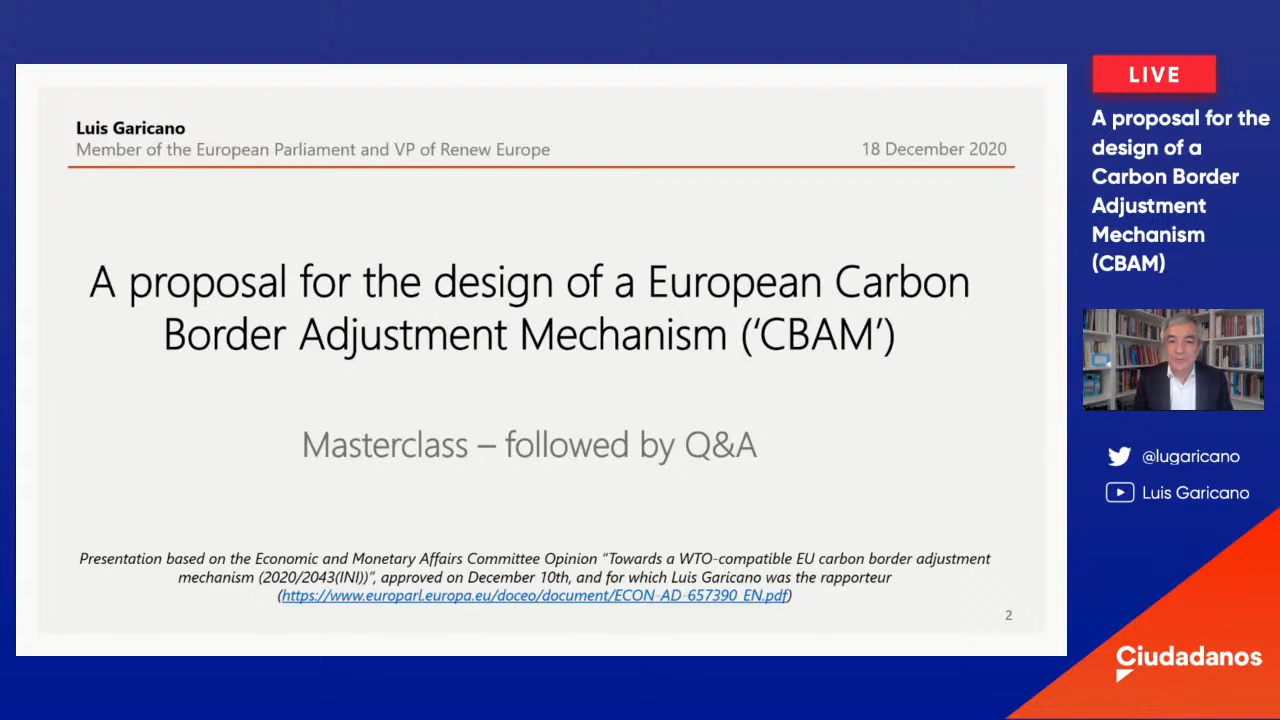 Luis Garicano
Member of the European Parliament and VP of Renew Europe
18 December 2020
A proposal for the design of a European Carbon
Border Adjustment Mechanism (‘CBAM’)
Masterclass – followed by Q&A
Presentation based on the Economic and Monetary Affairs Committee Opinion “Towards a WTO-compatible EU carbon border adjustment
mechanism (2020/2043(INI))”, approved on December 10th, and for which Luis Garicano was the rapporteur
(https://www.europarl.europa.eu/doceo/document/ECON-AD-657390_EN.pdf)
2
LIVE
A proposal for the
design of a
Carbon Border
Adjustment
Mechanism
(CBAM)
@lugaricano
Luis Garicano
Ciudadanos